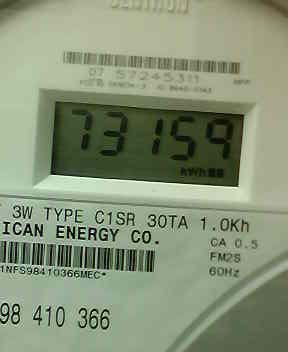 CENTRON
07 57245311
73159
kWh
3W TYPE C1SR 30TA 1.0Kh
ICAN ENERGY CO.
CA 0.5
FM2S
60Hz
1NFS98410366MEC*
98 410 366